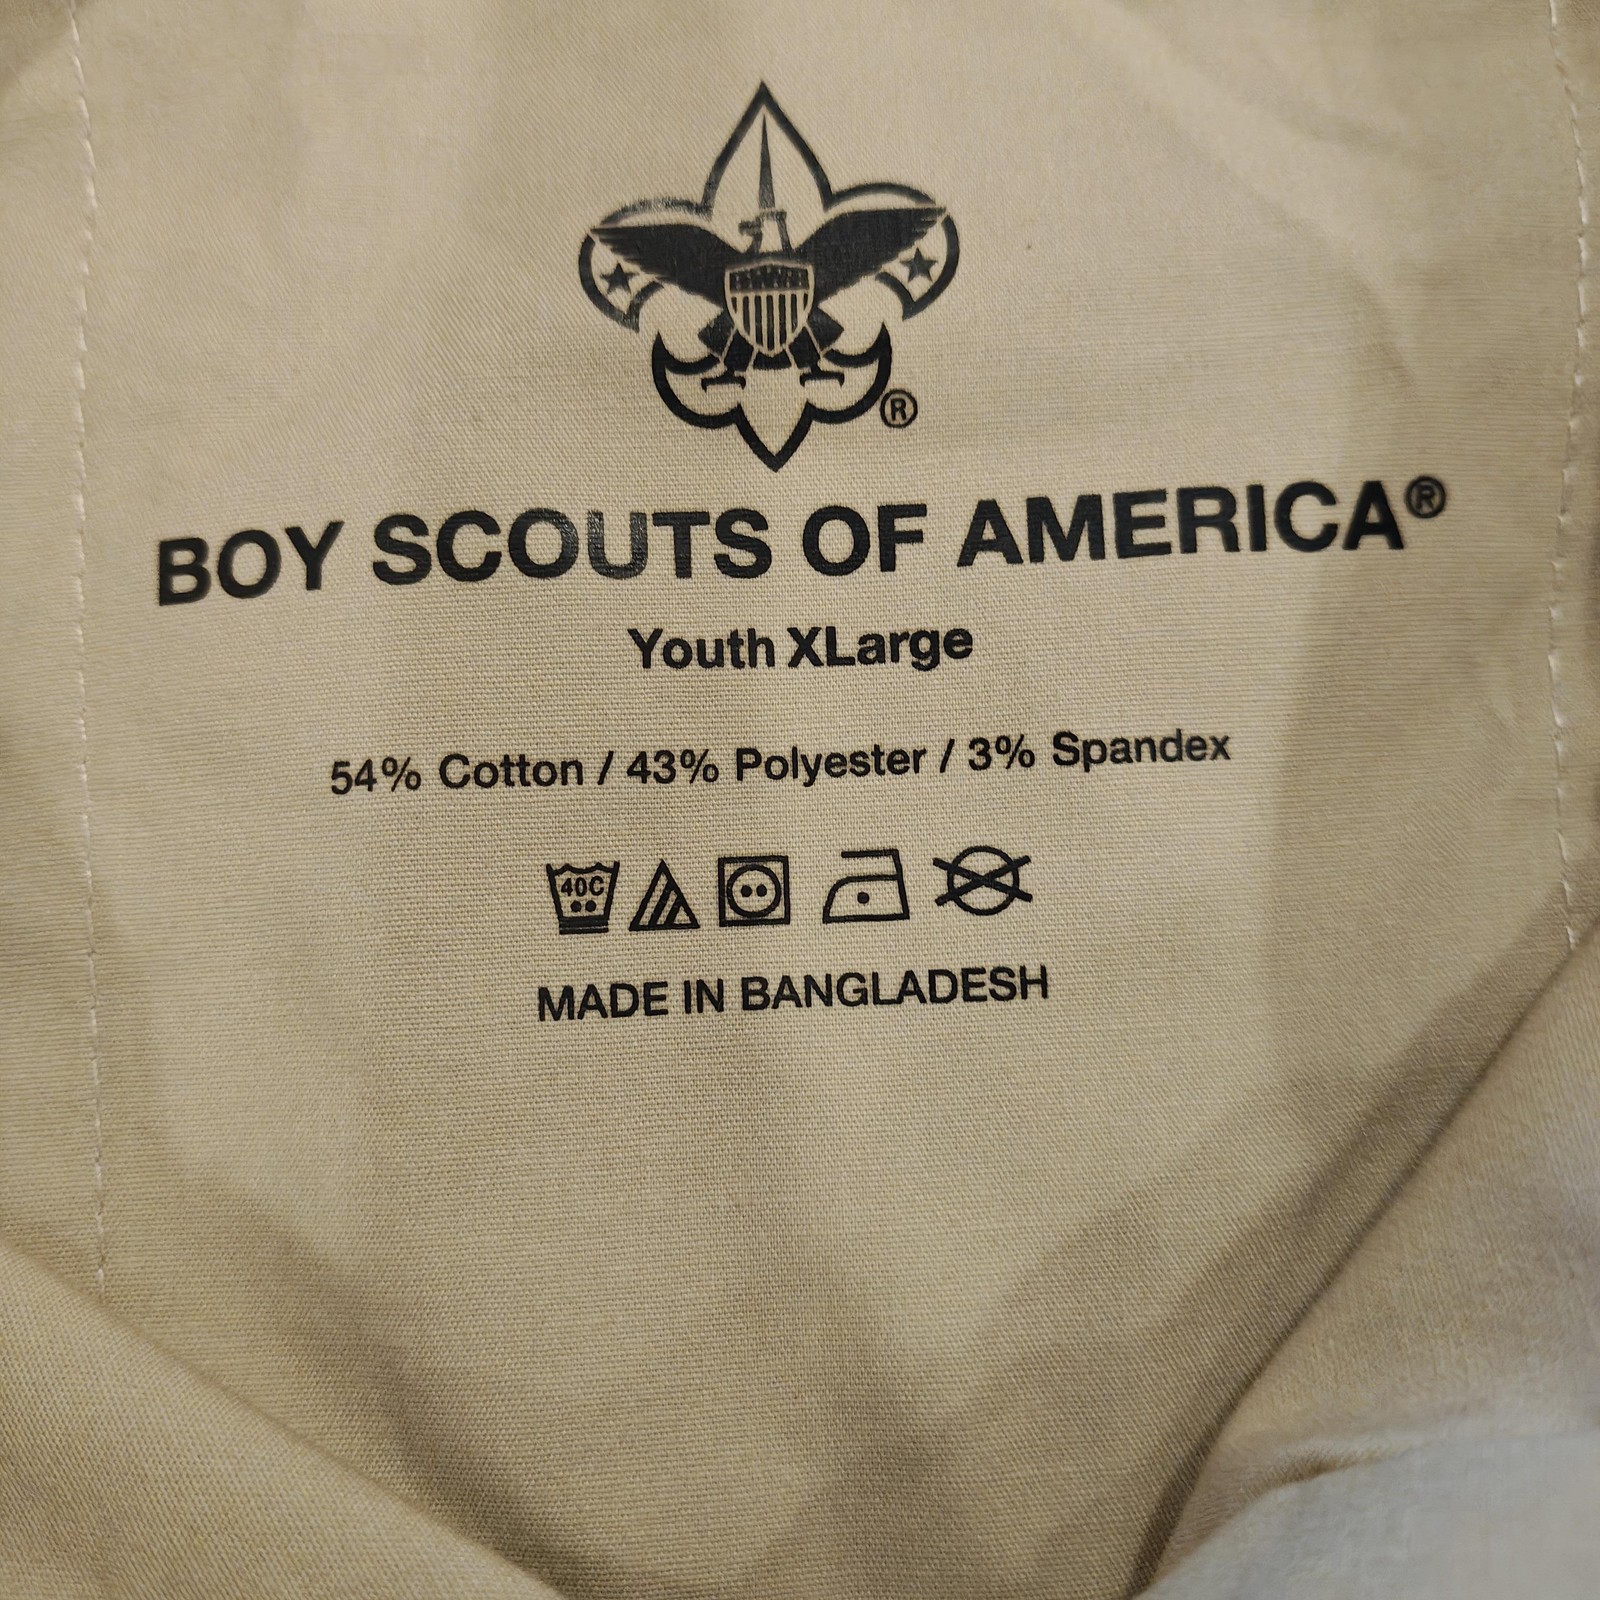 ®
BOY SCOUTS OF AMERICA®
Youth XLarge
54% Cotton / 43% Polyester / 3% Spandex
40C
MADE IN BANGLADESH